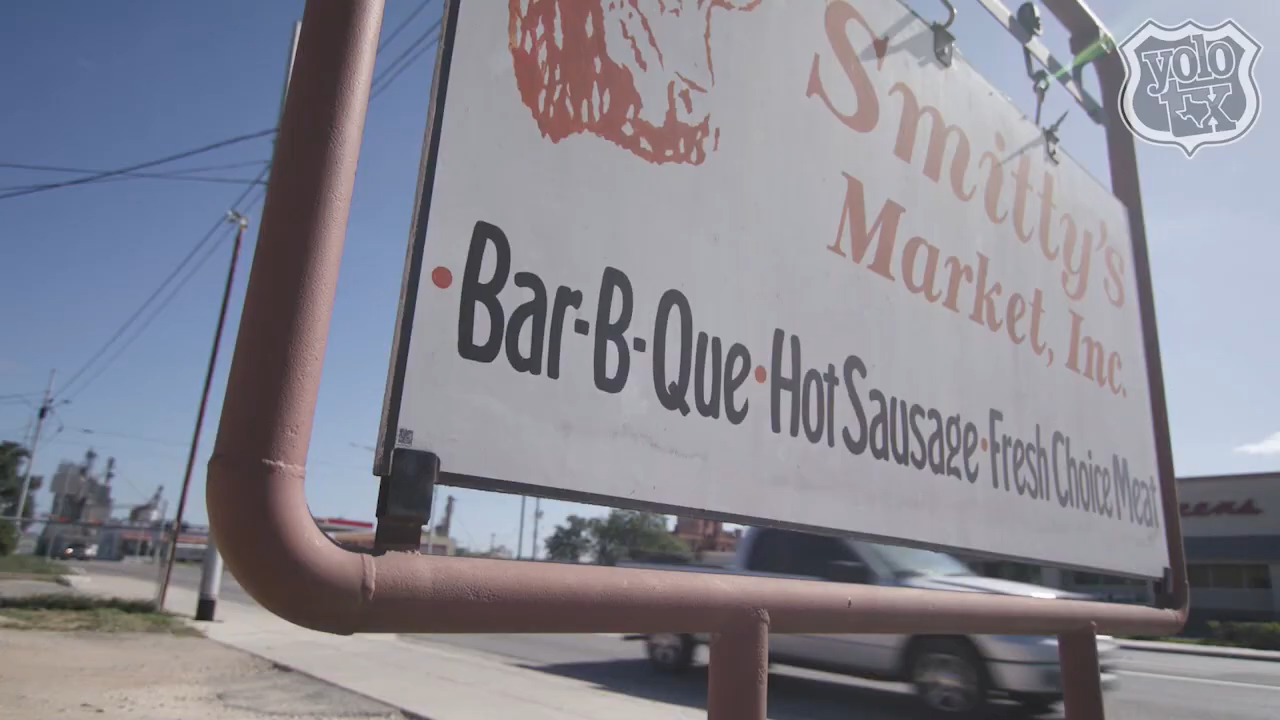 yolo
tx
Smitty's
Market, Inc.
• Bar-B-Que • Hot Sausage • Fresh Choice Meat